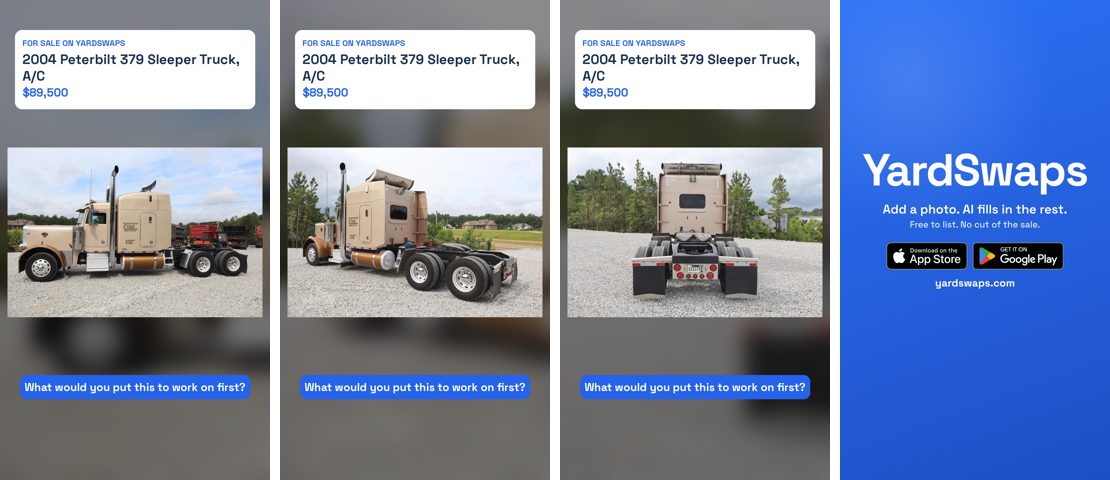 FOR SALE ON YARDSWAPS
2004 Peterbilt 379 Sleeper Truck,
A/C
$89,500
What would you put this to work on first?
FOR SALE ON YARDSWAPS
2004 Peterbilt 379 Sleeper Truck,
A/C
$89,500
What would you put this to work on first?
FOR SALE ON YARDSWAPS
2004 Peterbilt 379 Sleeper Truck,
A/C
$89,500
What would you put this to work on first?
YardSwaps
Add a photo. AI fills in the rest.
Free to list. No cut of the sale.
Download on the
App Store
GET IT ON
Google Play
yardswaps.com